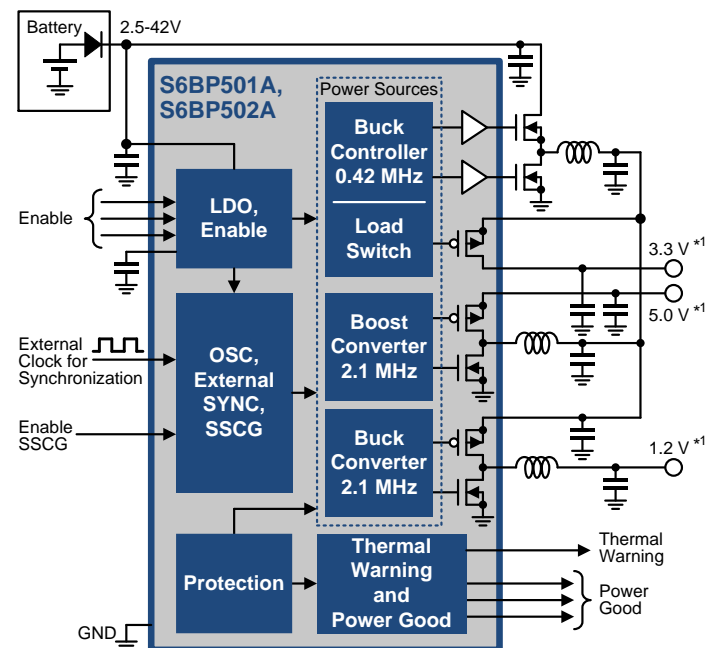 Battery
2.5-42V
S6BP501A,
S6BP502A
Power Sources
Buck
Controller
0.42 MHz
Load
Switch
LDO,
Enable
Enable
3.3 V *1
5.0 V *1
Boost
Converter
2.1 MHz
External
Clock for
Synchronization
OSC,
External
SYNC,
SSCG
Enable
SSCG
Buck
Converter
2.1 MHz
1.2 V *1
Protection
Thermal
Warning
and
Power Good
Thermal
Warning
Power
Good
GND